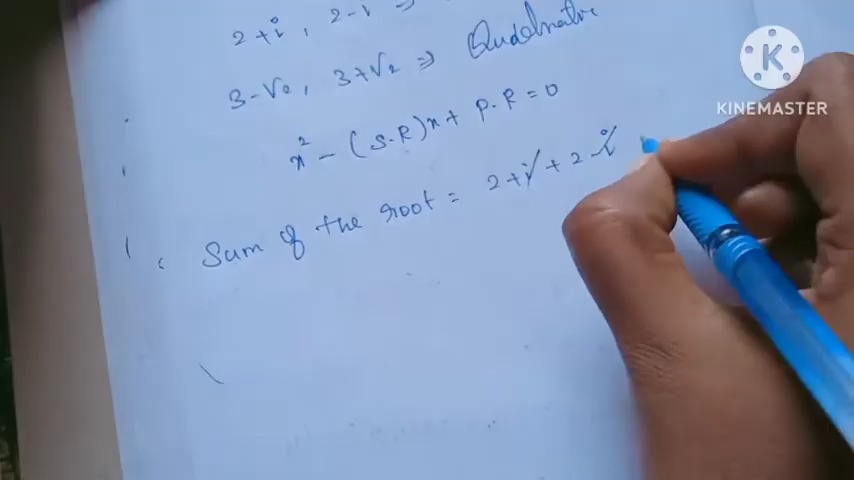 2+i, 2-i ⇒
3-√2, 3+√2 ⇒ Quadratic
x² - (S.R)x + P.R = 0
Sum of the root = 2+i+2-i
K
KINEMASTER